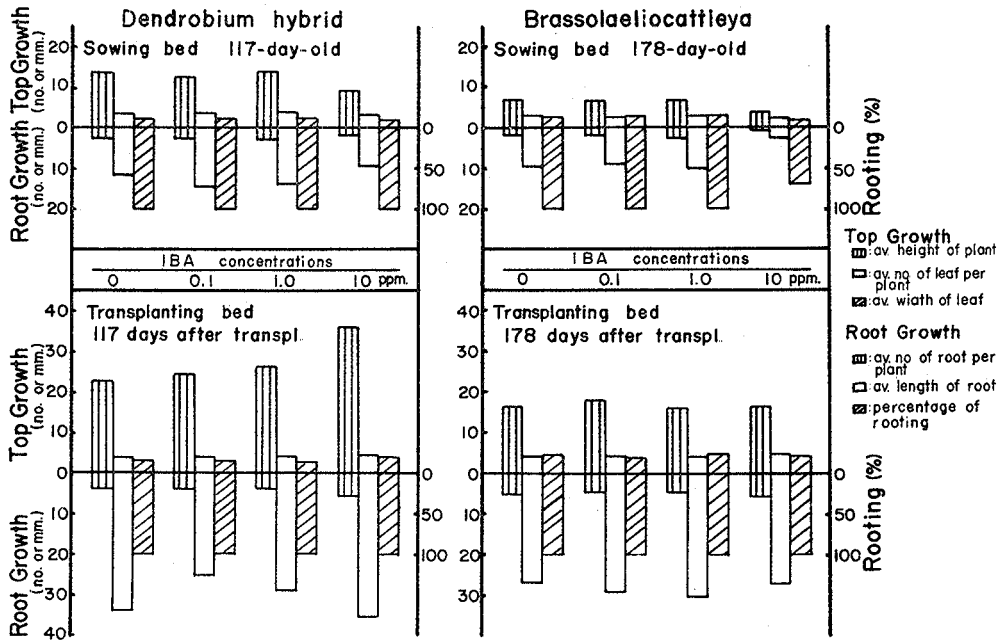 Dendrobium hybrid
Brassolaeliocattleya
Sowing bed 117-day-old
Sowing bed 178-day-old
Top Growth
(no. or mm.)
Root Growth
(no. or mm.)
20
10
0
10
20
0
50
100
20
10
0
10
20
0
50
100
Rooting (%)
IBA concentrations
0 0.1 1.0 10 ppm.
IBA concentrations
0 0.1 1.0 10 ppm.
Transplanting bed
117 days after transpl.
Transplanting bed
178 days after transpl.
Top Growth
(no. or mm.)
Root Growth
(no. or mm.)
40
30
20
10
0
10
20
30
40
0
50
100
40
30
20
10
0
10
20
30
0
50
100
Rooting (%)
Top Growth
:av. height of plant
:av. no of leaf per
plant
:av. wiath of leaf
Root Growth
:av. no of root per
plant
:av. length of root
:percentage of
rooting